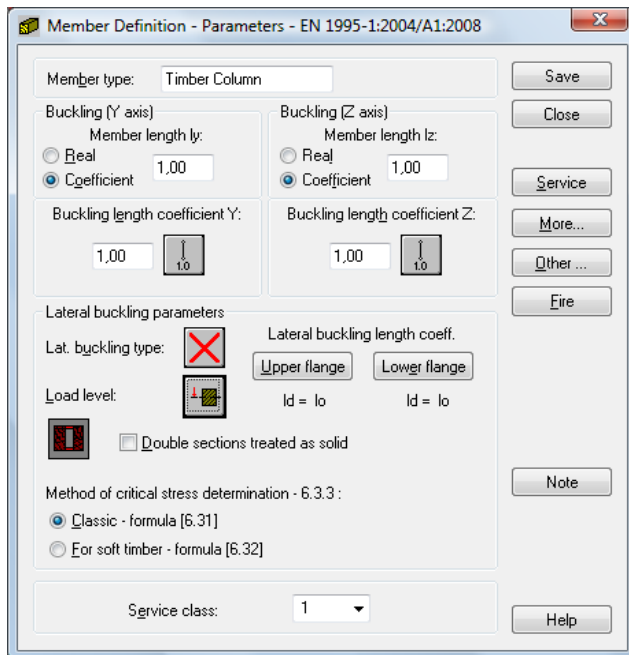 Member Definition - Parameters - EN 1995-1:2004/A1:2008
Member type: Timber Column
Save
Close
Buckling (Y axis)
Member length ly:
Real
Coefficient
1,00
Buckling (Z axis)
Member length lz:
Real
Coefficient
1,00
Service
More...
Other ...
Fire
Buckling length coefficient Y:
1,00
1.0
Buckling length coefficient Z:
1,00
1.0
Lateral buckling parameters
Lat. buckling type:
Lateral buckling length coeff.
Upper flange
Lower flange
Load level:
ld = lo
ld = lo
Double sections treated as solid
Method of critical stress determination - 6.3.3 :
Classic - formula [6.31]
For soft timber - formula [6.32]
Note
Service class: 1
Help